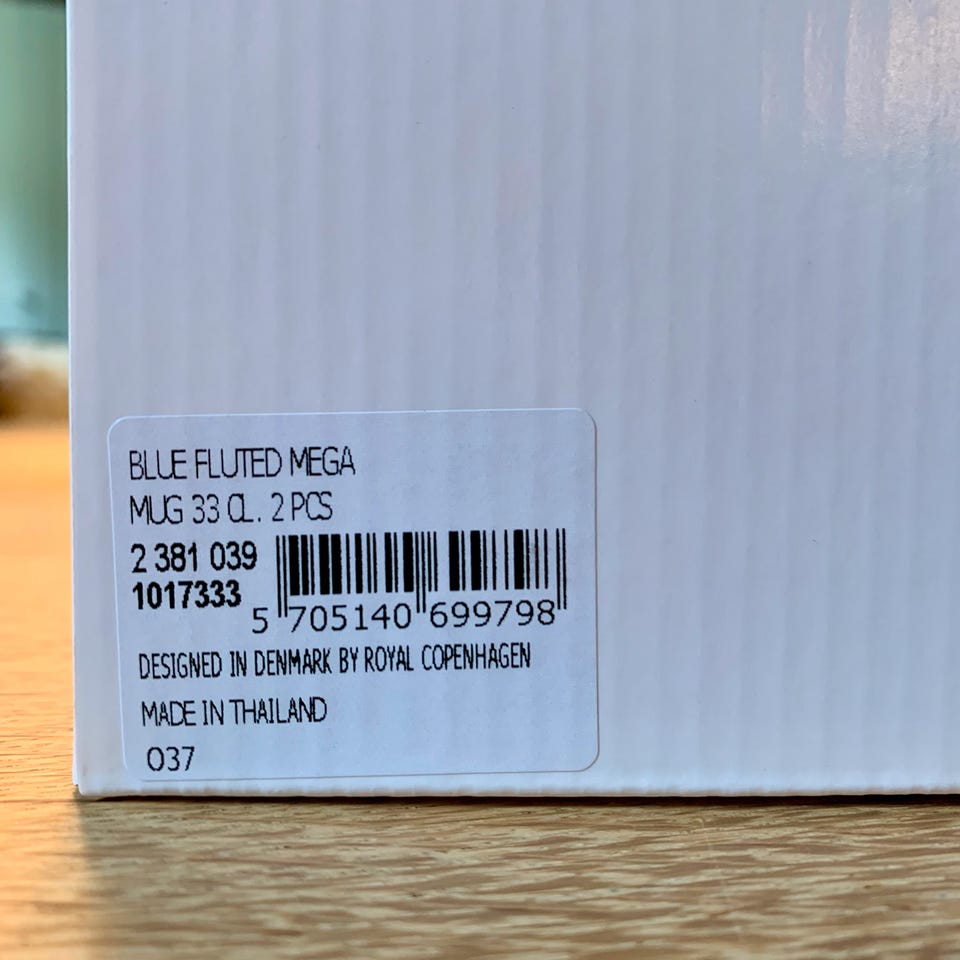 BLUE FLUTED MEGA
MUG 33 CL. 2 PCS
2 381 039
1017333
5 705140 699798
DESIGNED IN DENMARK BY ROYAL COPENHAGEN
MADE IN THAILAND
037